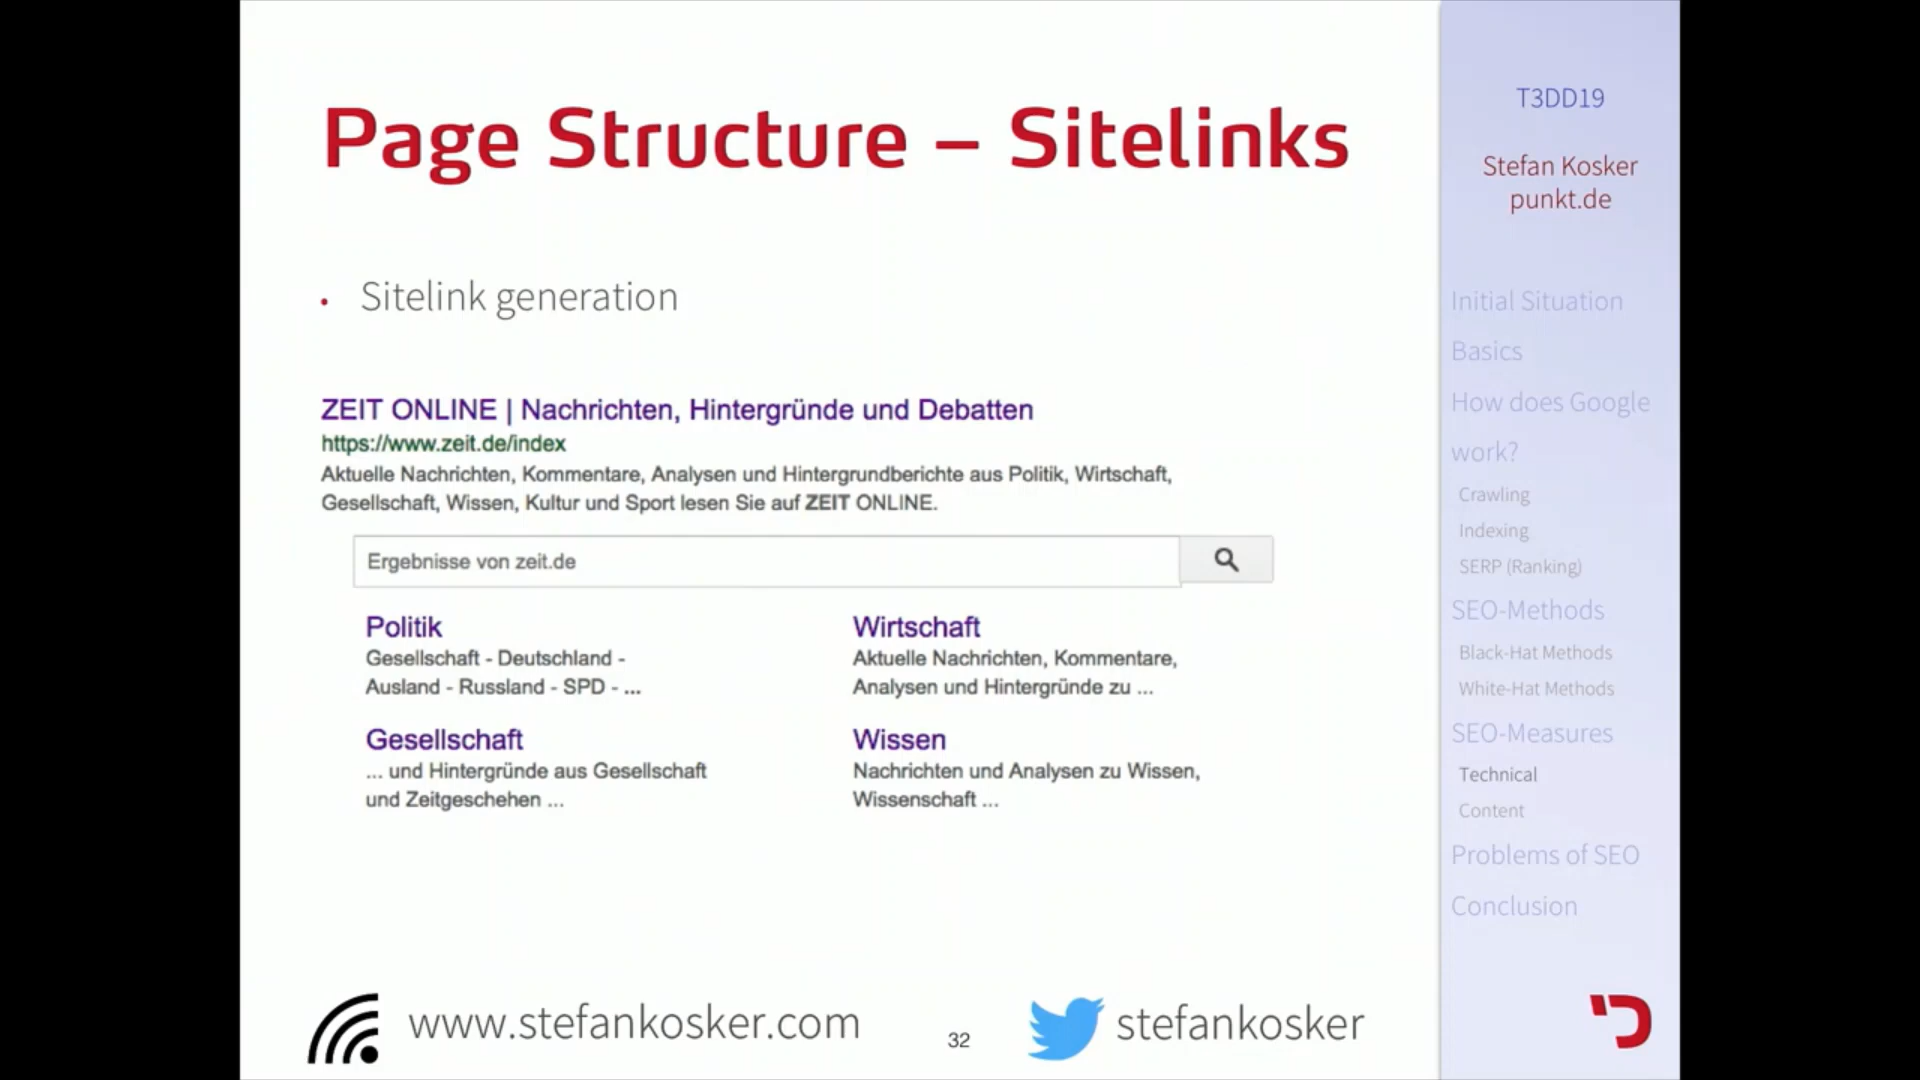 Page Structure – Sitelinks
• Sitelink generation
ZEIT ONLINE | Nachrichten, Hintergründe und Debatten
https://www.zeit.de/index
Aktuelle Nachrichten, Kommentare, Analysen und Hintergrundberichte aus Politik, Wirtschaft,
Gesellschaft, Wissen, Kultur und Sport lesen Sie auf ZEIT ONLINE.
Ergebnisse von zeit.de
Politik
Gesellschaft - Deutschland -
Ausland - Russland - SPD - ...
Wirtschaft
Aktuelle Nachrichten, Kommentare,
Analysen und Hintergründe zu ...
Gesellschaft
... und Hintergründe aus Gesellschaft
und Zeitgeschehen ...
Wissen
Nachrichten und Analysen zu Wissen,
Wissenschaft ...
www.stefankosker.com
32
stefankosker
T3DD19
Stefan Kosker
punkt.de
Initial Situation
Basics
How does Google
work?
Crawling
Indexing
SERP (Ranking)
SEO-Methods
Black-Hat Methods
White-Hat Methods
SEO-Measures
Technical
Content
Problems of SEO
Conclusion